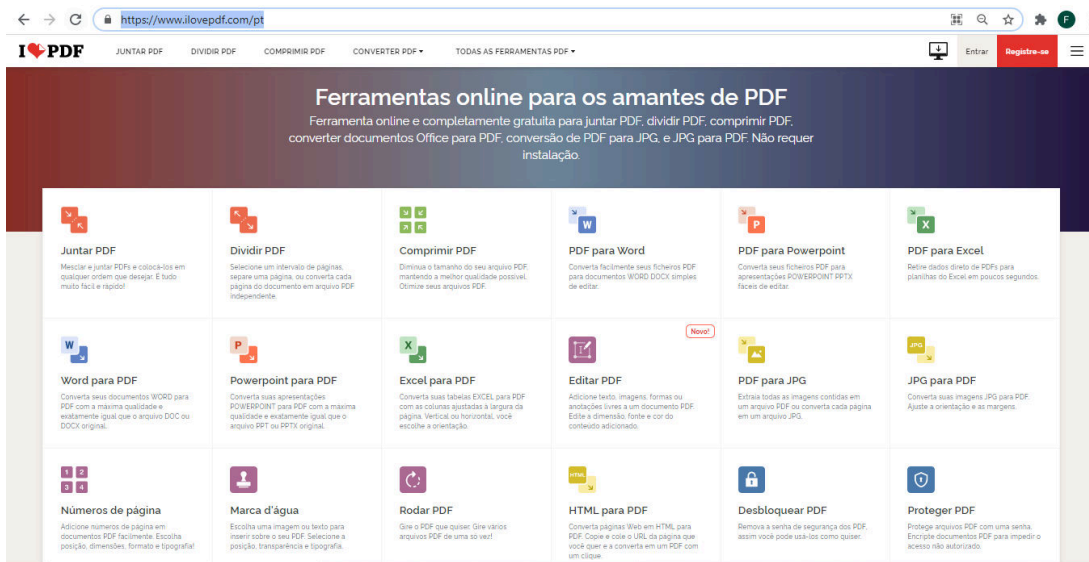 https://www.ilovepdf.com/pt
F
I PDF
JUNTAR PDF
DIVIDIR PDF
COMPRIMIR PDF
CONVERTER PDF
TODAS AS FERRAMENTAS PDF
Entrar
Registre-se
Ferramentas online para os amantes de PDF
Ferramenta online e completamente gratuita para juntar PDF, dividir PDF, comprimir PDF,
converter documentos Office para PDF, conversão de PDF para JPG, e JPG para PDF. Não requer
instalação.
Juntar PDF
Mesclar e juntar PDFs e colocá-los em
qualquer ordem que desejar. É tudo
muito fácil e rápido!
Dividir PDF
Selecione um intervalo de páginas,
separe uma página, ou converta cada
página do documento em arquivo PDF
independente.
Comprimir PDF
Diminua o tamanho do seu arquivo PDF,
mantendo a melhor qualidade possível.
Otimize seus arquivos PDF.
W
PDF para Word
Converta facilmente seus ficheiros PDF
para documentos WORD DOCX simples
de editar.
P
PDF para Powerpoint
Converta seus ficheiros PDF para
apresentações POWERPOINT PPTX
fáceis de editar.
X
PDF para Excel
Retire dados direto de PDFs para
planilhas do Excel em poucos segundos.
W
Word para PDF
Converta seus documentos WORD para
PDF com a máxima qualidade e
exatamente igual que o arquivo DOC ou
DOCX original.
P
Powerpoint para PDF
Converta suas apresentações
POWERPOINT para PDF com a máxima
qualidade e exatamente igual que o
arquivo PPT ou PPTX original.
X
Excel para PDF
Converta suas tabelas EXCEL para PDF
com as colunas ajustadas à largura da
página. Vertical ou horizontal, você
escolhe a orientação.
Novo!
Editar PDF
Adicione texto, imagens, formas ou
anotações livres a um documento PDF.
Edite a dimensão, fonte e cor do
conteúdo adicionado.
PDF para JPG
Extraia todas as imagens contidas em
um arquivo PDF ou converta cada página
em um arquivo JPG.
JPG
JPG para PDF
Converta suas imagens JPG para PDF.
Ajuste a orientação e as margens.
1 2
3 4
Números de página
Adicione números de página em
documentos PDF facilmente. Escolha
posição, dimensões, formato e tipografia!
Marca d'água
Escolha uma imagem ou texto para
inserir sobre o seu PDF. Selecione a
posição, transparência e tipografia.
Rodar PDF
Gire o PDF que quiser. Gire vários
arquivos PDF de uma só vez!
HTML
HTML para PDF
Converta páginas Web em HTML para
PDF. Copie e cole o URL da página que
você quer e a converta em um PDF com
um clique.
Desbloquear PDF
Remova a senha de segurança dos PDF,
assim você pode usá-los como quiser.
Proteger PDF
Protege arquivos PDF com uma senha.
Encripte documentos PDF para impedir o
acesso não autorizado.